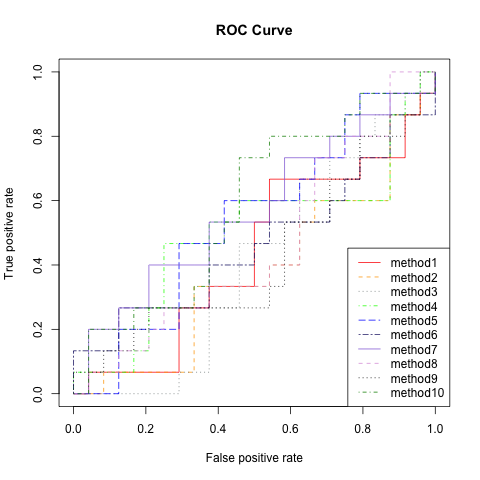 ROC Curve
True positive rate
1.0
0.8
0.6
0.4
0.2
0.0
method1
method2
method3
method4
method5
method6
method7
method8
method9
method10
0.0 0.2 0.4 0.6 0.8 1.0
False positive rate